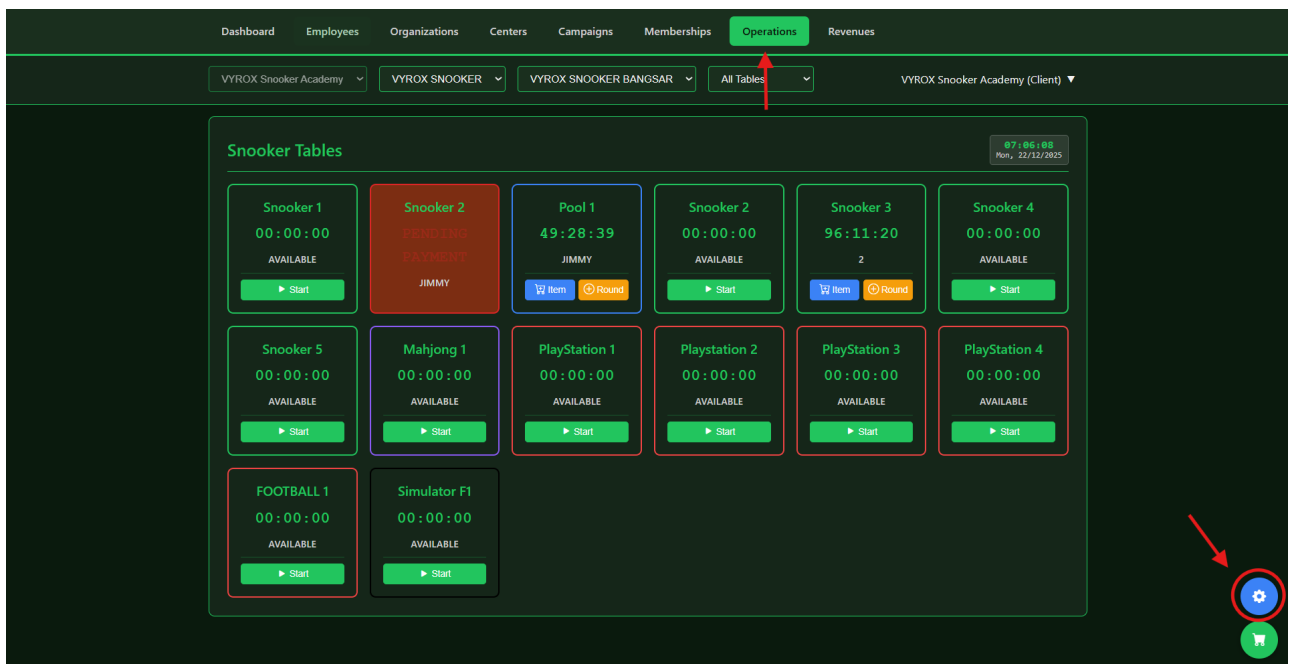 Dashboard Employees Organizations Centers Campaigns Memberships Operations Revenues
VYROX Snooker Academy VYROX SNOOKER VYROX SNOOKER BANGSAR All Tables VYROX Snooker Academy (Client) ▼
Snooker Tables
07:06:08
Mon, 22/12/2025
Snooker 1
00:00:00
AVAILABLE
Start
Snooker 2
PENDING
PAYMENT
JIMMY
Pool 1
49:28:39
JIMMY
Item Round
Snooker 2
00:00:00
AVAILABLE
Start
Snooker 3
96:11:20
2
Item Round
Snooker 4
00:00:00
AVAILABLE
Start
Snooker 5
00:00:00
AVAILABLE
Start
Mahjong 1
00:00:00
AVAILABLE
Start
PlayStation 1
00:00:00
AVAILABLE
Start
Playstation 2
00:00:00
AVAILABLE
Start
PlayStation 3
00:00:00
AVAILABLE
Start
PlayStation 4
00:00:00
AVAILABLE
Start
FOOTBALL 1
00:00:00
AVAILABLE
Start
Simulator F1
00:00:00
AVAILABLE
Start